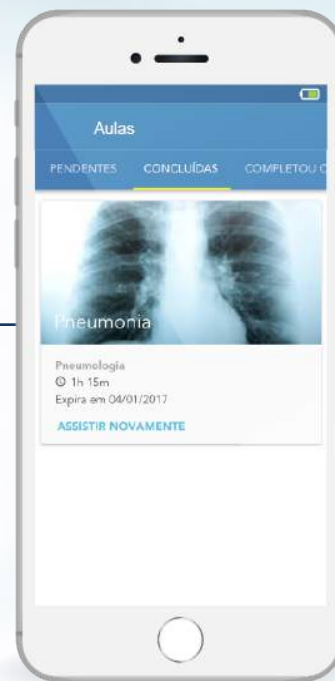 Aulas
PENDENTES CONCLUÍDAS COMPLETOU C
Pneumonia
Pneumologia
1h 15m
Expira em 04/01/2017
ASSISTIR NOVAMENTE